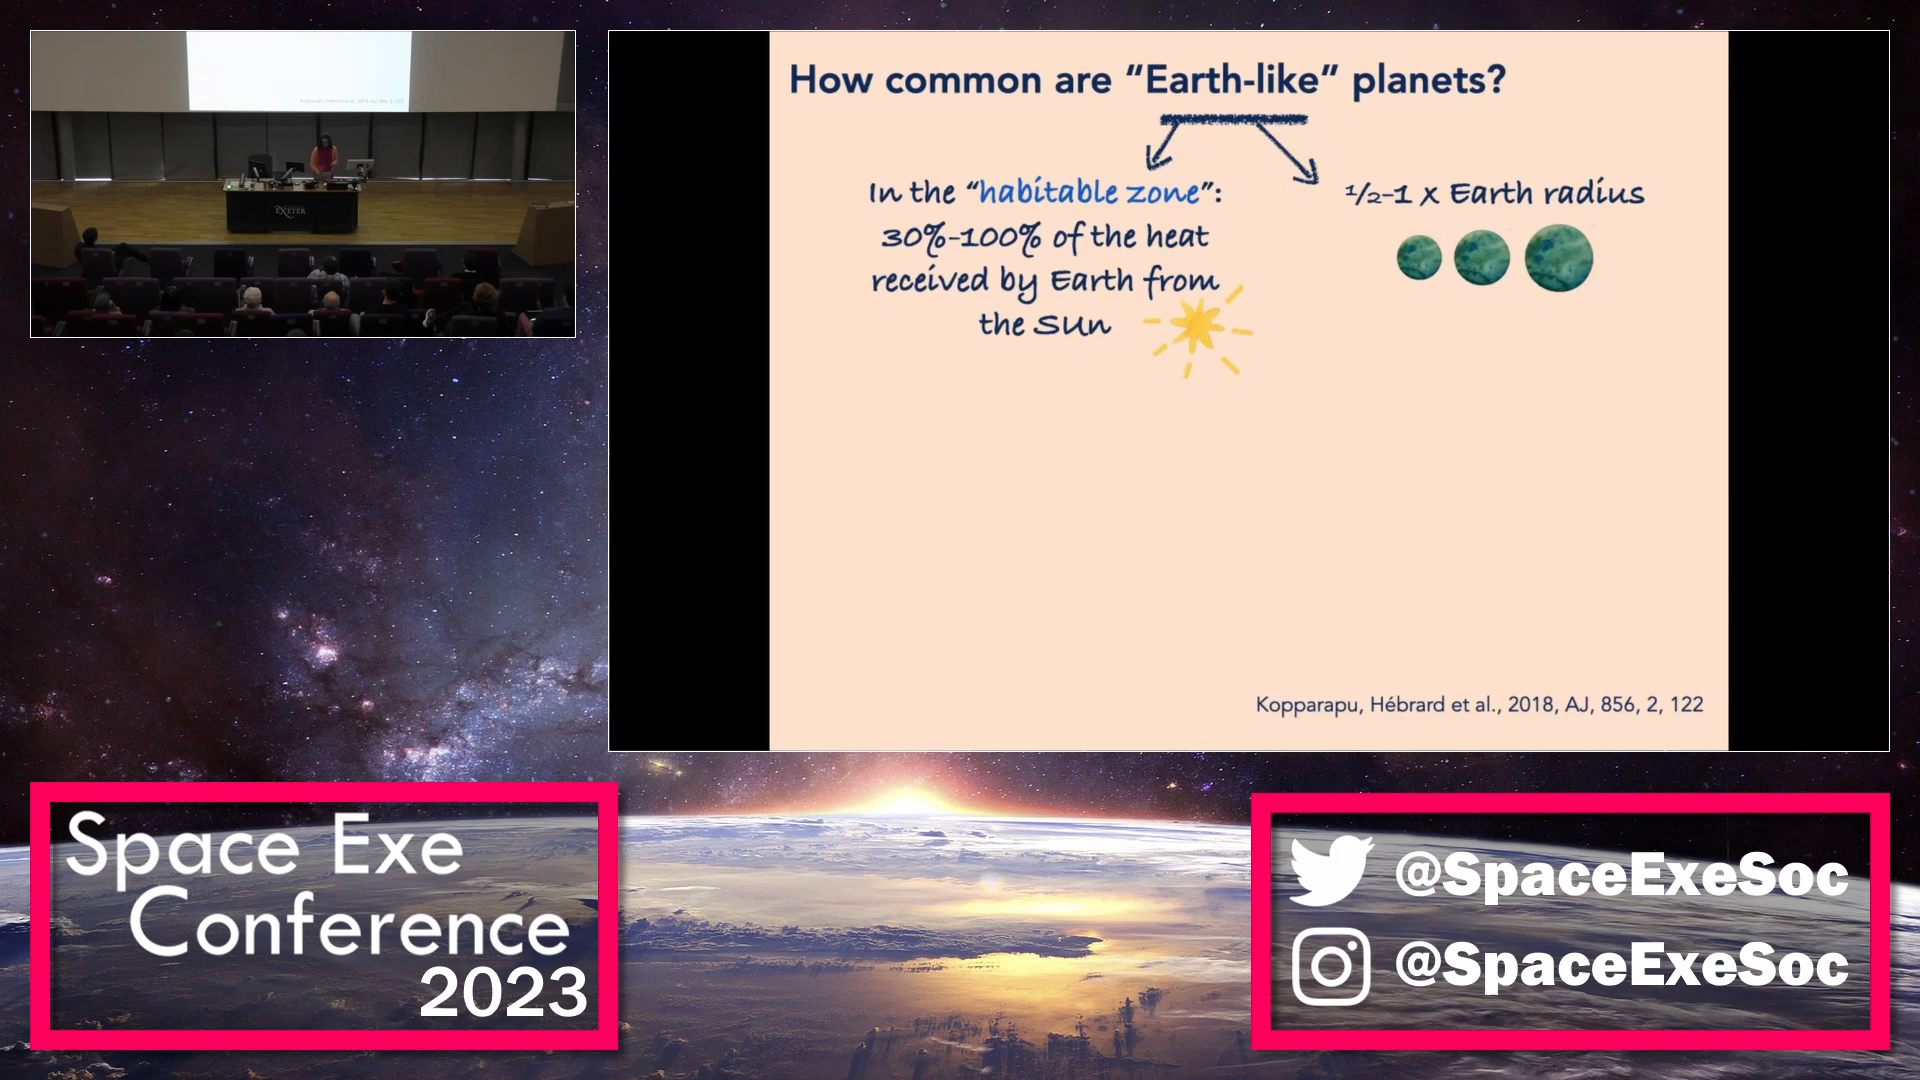 How common are “Earth-like” planets?
In the “habitable zone”:
30%-100% of the heat
received by Earth from
the Sun
½-1 x Earth radius
Kopparapu, Hébrard et al., 2018, AJ, 856, 2, 122
EXETER
Space Exe
Conference
2023
@SpaceExeSoc
@SpaceExeSoc